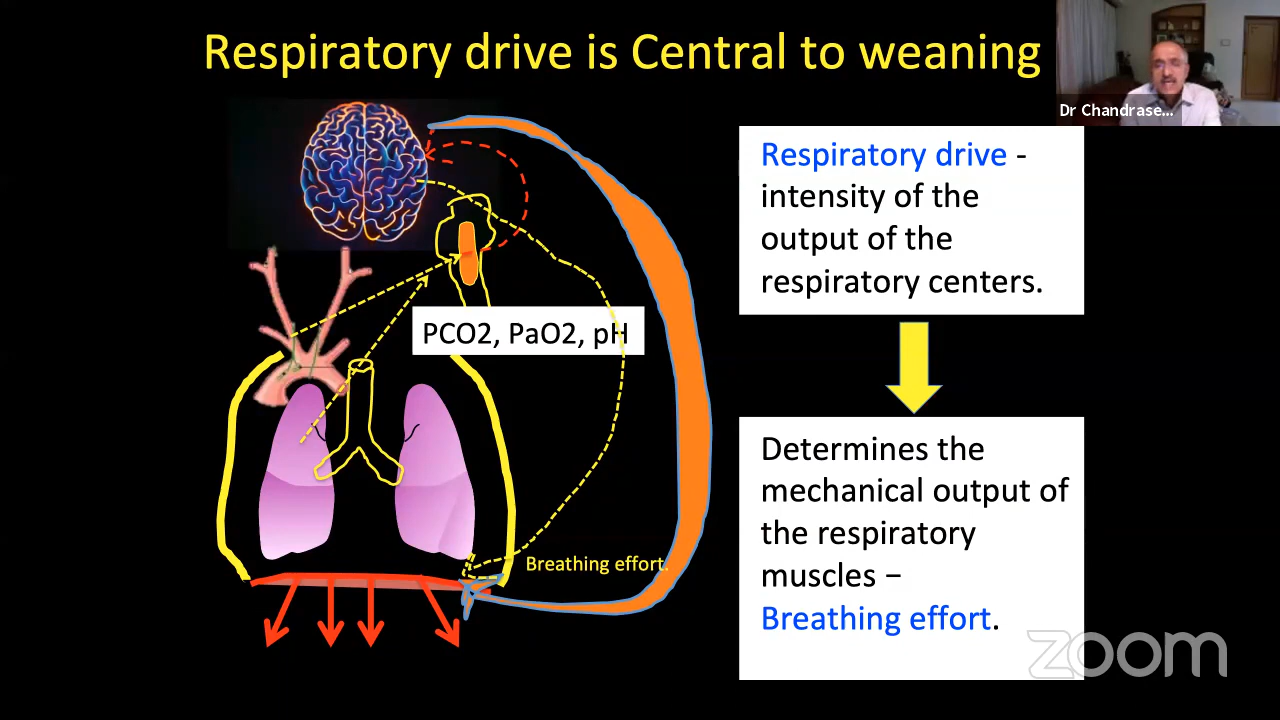 Respiratory drive is Central to weaning
Dr Chandrase...
Respiratory drive -
intensity of the
output of the
respiratory centers.
PCO2, PaO2, pH
Determines the
mechanical output of
the respiratory
muscles –
Breathing effort.
Breathing effort.
zoom